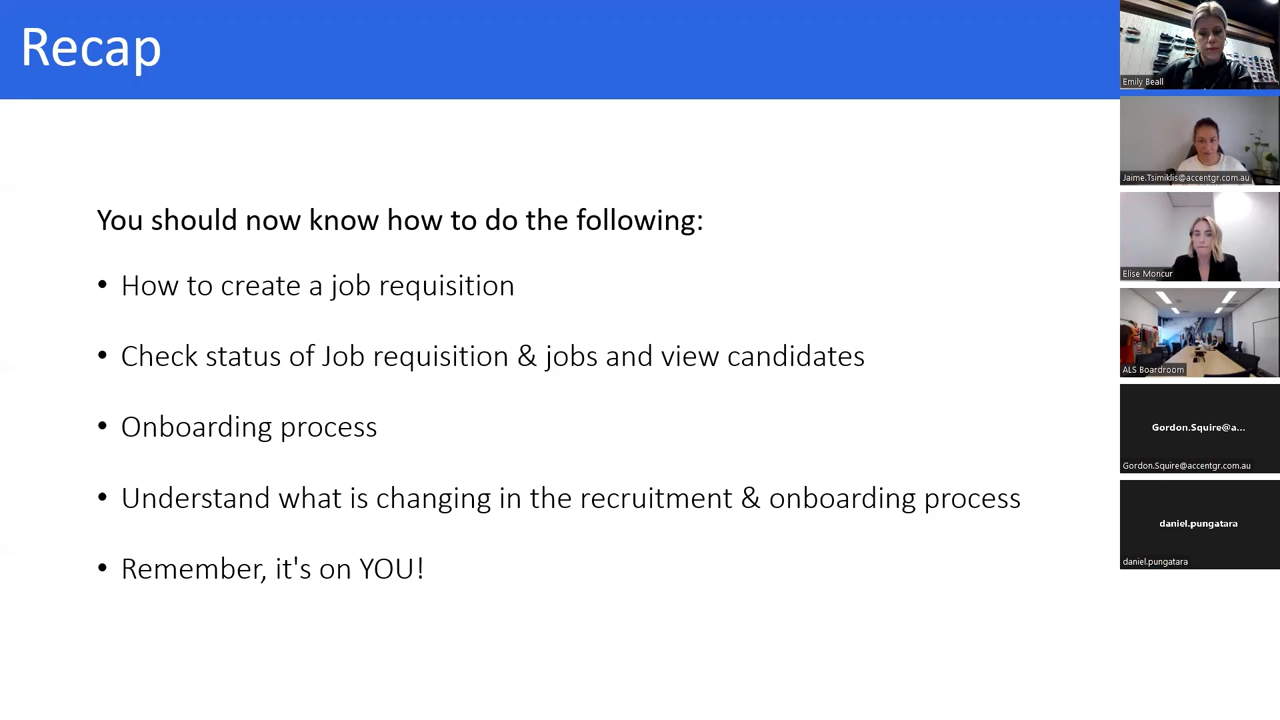 Recap
You should now know how to do the following:
• How to create a job requisition
• Check status of Job requisition & jobs and view candidates
• Onboarding process
• Understand what is changing in the recruitment & onboarding process
• Remember, it's on YOU!
Emily Beall
Jaime.Tsimiklis@accentgr.com.au
Elise Moncur
ALS Boardroom
Gordon.Squire@a...
Gordon.Squire@accentgr.com.au
daniel.pungatara
daniel.pungatara